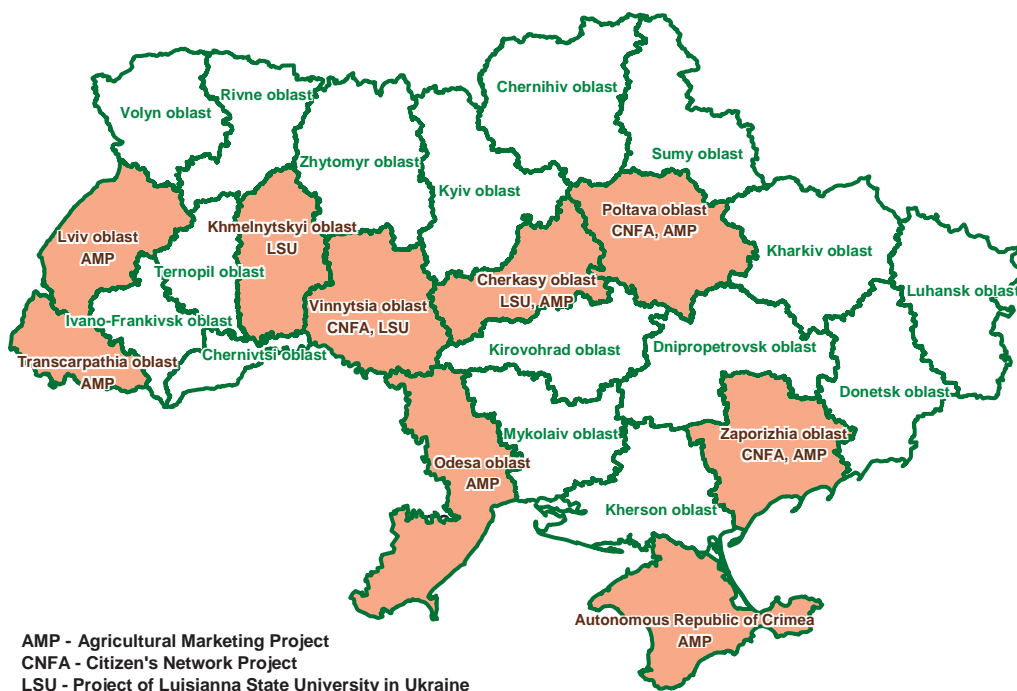 Chernihiv oblast
Rivne oblast
Volyn oblast
Sumy oblast
Zhytomyr oblast
Kyiv oblast
Poltava oblast
CNFA, AMP
Khmelnytskyi oblast
LSU
Lviv oblast
AMP
Kharkiv oblast
Ternopil oblast
Cherkasy oblast
LSU, AMP
Luhansk oblast
Vinnytsia oblast
CNFA, LSU
Ivano-Frankivsk oblast
Kirovohrad oblast
Dnipropetrovsk oblast
Chernivtsi oblast
Transcarpathia oblast
AMP
Donetsk oblast
Mykolaiv oblast
Zaporizhia oblast
CNFA, AMP
Odesa oblast
AMP
Kherson oblast
Autonomous Republic of Crimea
AMP
AMP - Agricultural Marketing Project
CNFA - Citizen's Network Project
LSU - Project of Luisianna State University in Ukraine